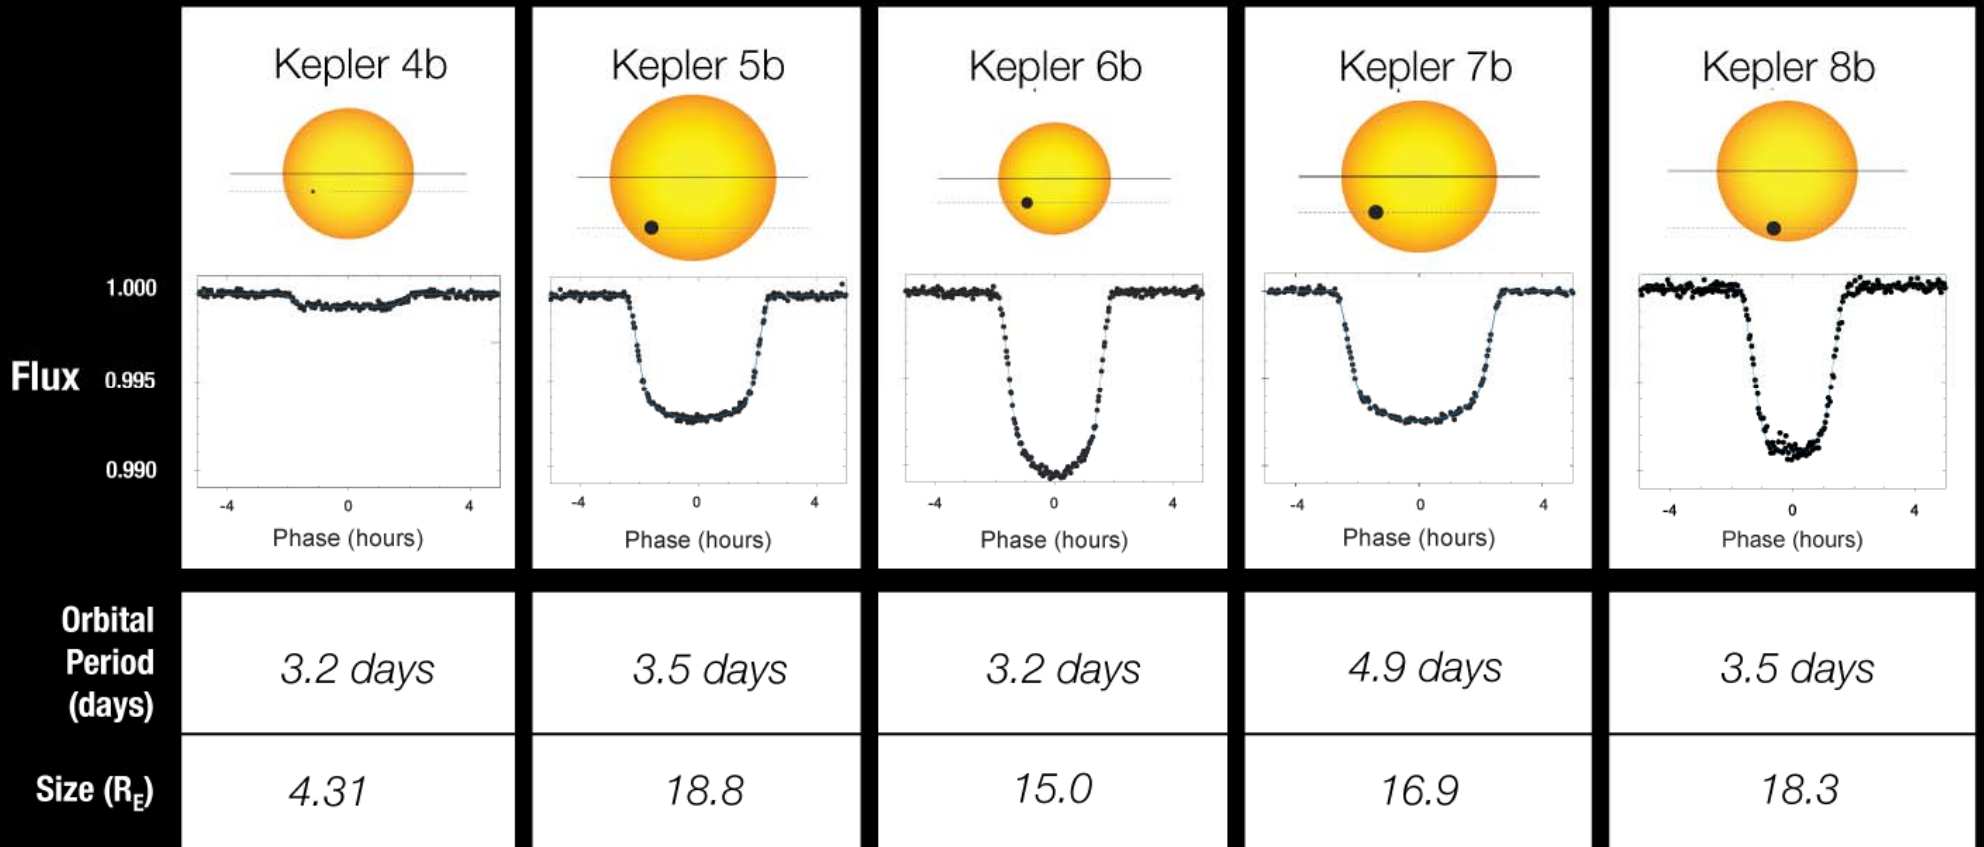 Kepler 4b
Kepler 5b
Kepler 6b
Kepler 7b
Kepler 8b
Flux
1.000
0.995
0.990
-4 0 4
Phase (hours)
-4 0 4
Phase (hours)
-4 0 4
Phase (hours)
-4 0 4
Phase (hours)
-4 0 4
Phase (hours)
Orbital
Period
(days)
3.2 days
3.5 days
3.2 days
4.9 days
3.5 days
Size (R_E)
4.31
18.8
15.0
16.9
18.3